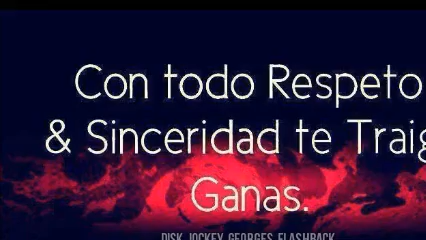 Con todo Respeto
& Sinceridad te Traig
Ganas.
DISK JOCKEY GEORGES FLASHBACK